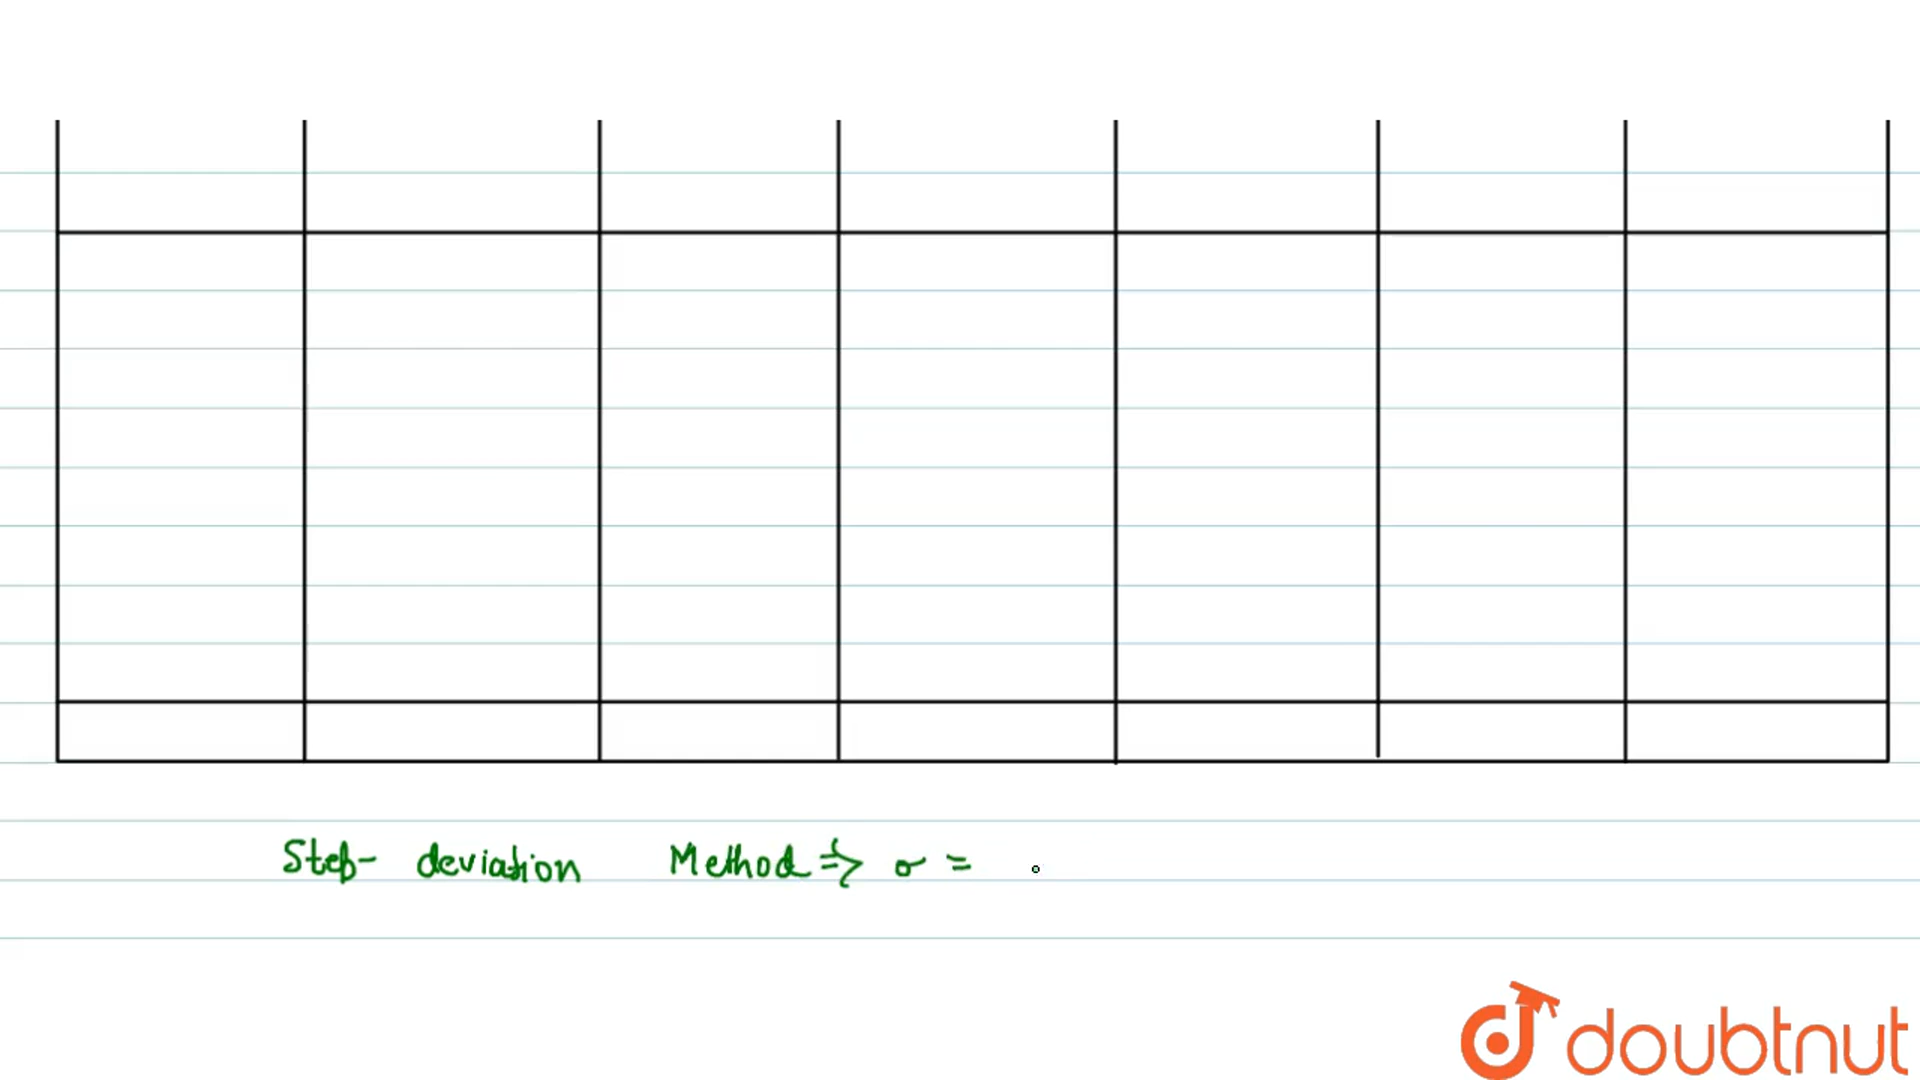 Step- deviation Method ⇒ σ =
doubtnut